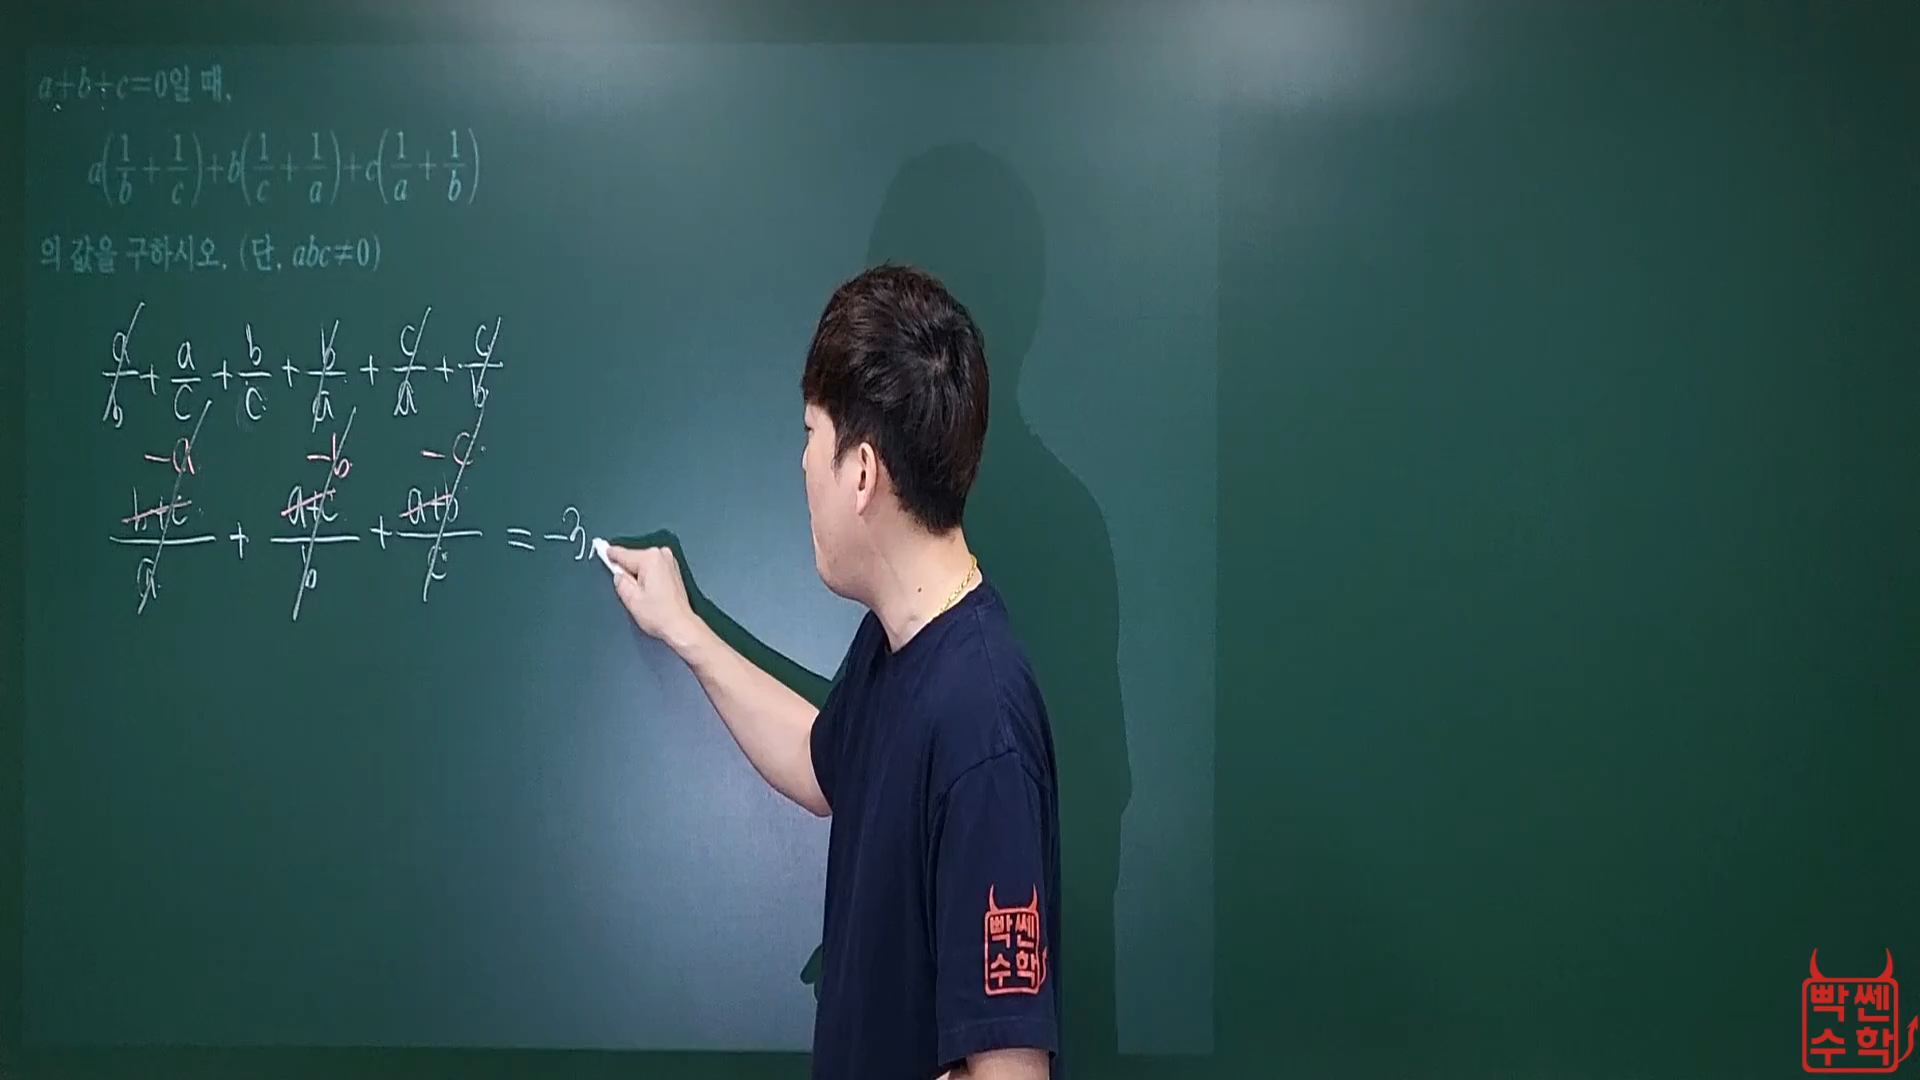 a+b+c=0일 때,
a(1/b + 1/c)+b(1/c + 1/a)+c(1/a + 1/b)
의 값을 구하시오. (단, abc≠0)
a/b + a/c + b/c + b/a + c/a + c/b
-a -b -c
b+c/a + a+c/b + a+b/c = -3
빡쎈
수학
빡쎈
수학